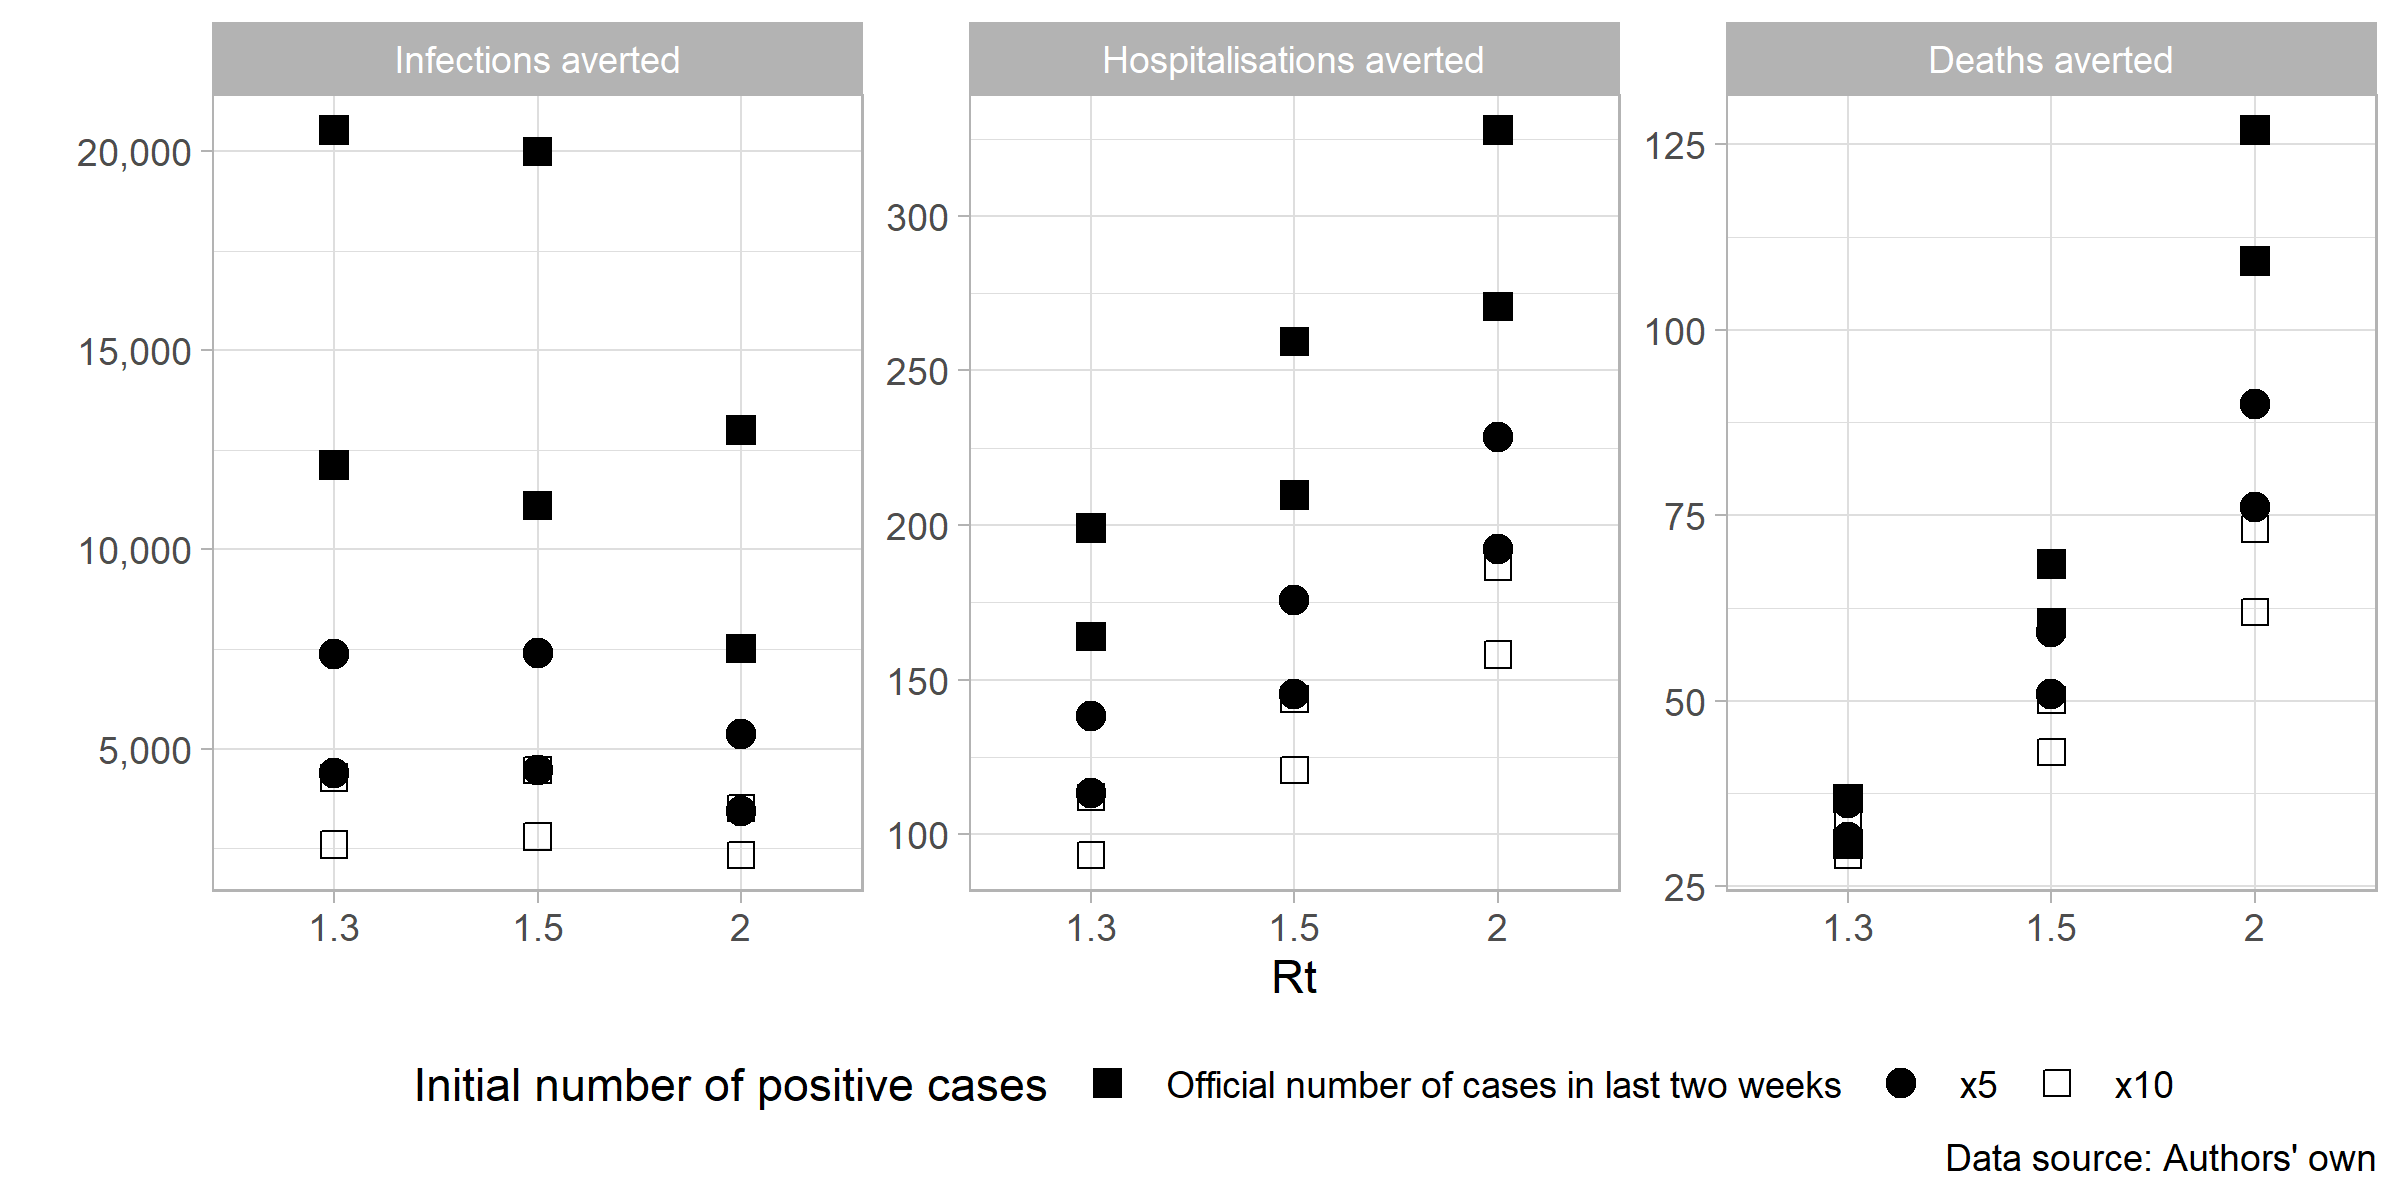 Infections averted
Hospitalisations averted
Deaths averted
20,000
15,000
10,000
5,000
300
250
200
150
100
125
100
75
50
25
1.3 1.5 2
1.3 1.5 2
1.3 1.5 2
Rt
Initial number of positive cases Official number of cases in last two weeks x5 x10
Data source: Authors' own